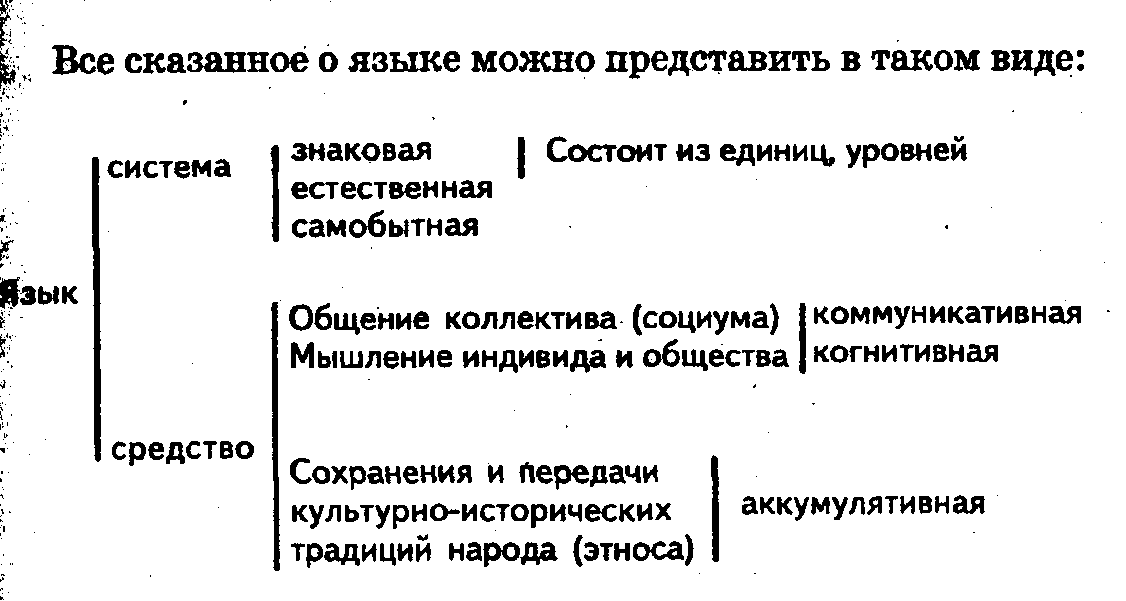 Все сказанное о языке можно представить в таком виде:
система
знаковая
естественная
самобытная
Состоит из единиц, уровней
Язык
Общение коллектива (социума)
Мышление индивида и общества
коммуникативная
когнитивная
средство
Сохранения и передачи
культурно-исторических
традиций народа (этноса)
аккумулятивная